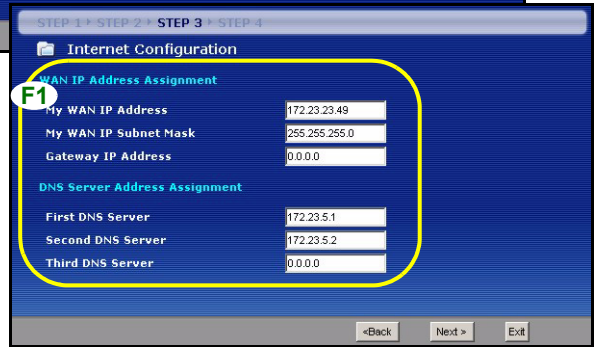 STEP 1 STEP 2 STEP 3 STEP 4
Internet Configuration
WAN IP Address Assignment
F1
My WAN IP Address 172.23.23.49
My WAN IP Subnet Mask 255.255.255.0
Gateway IP Address 0.0.0.0
DNS Server Address Assignment
First DNS Server 172.23.5.1
Second DNS Server 172.23.5.2
Third DNS Server 0.0.0.0
<Back Next > Exit